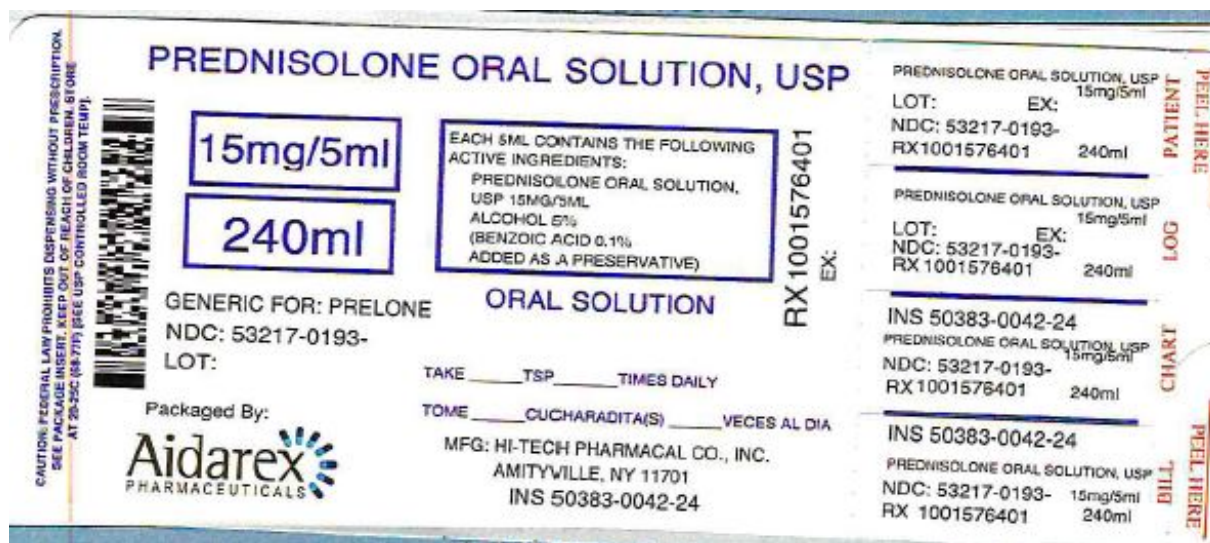 CAUTION: FEDERAL LAW PROHIBITS DISPENSING WITHOUT PRESCRIPTION.
SEE PACKAGE INSERT. KEEP OUT OF REACH OF CHILDREN. STORE
AT 20-25C (68-77F) [SEE USP CONTROLLED ROOM TEMP].
PREDNISOLONE ORAL SOLUTION, USP
15mg/5ml
240ml
EACH 5ML CONTAINS THE FOLLOWING
ACTIVE INGREDIENTS:
PREDNISOLONE ORAL SOLUTION,
USP 15MG/5ML
ALCOHOL 5%
(BENZOIC ACID 0.1%
ADDED AS A PRESERVATIVE)
ORAL SOLUTION
RX1001576401
EX:
GENERIC FOR: PRELONE
NDC: 53217-0193-
LOT:
TAKE _____TSP______TIMES DAILY
TOME _____CUCHARADITA(S) _____VECES AL DIA
Packaged By:
Aidarex
PHARMACEUTICALS
MFG: HI-TECH PHARMACAL CO., INC.
AMITYVILLE, NY 11701
INS 50383-0042-24
PREDNISOLONE ORAL SOLUTION, USP
15mg/5ml
LOT: EX:
NDC: 53217-0193-
RX1001576401 240ml
PATIENT
PEEL HERE
PREDNISOLONE ORAL SOLUTION, USP
15mg/5ml
LOT: EX:
NDC: 53217-0193-
RX1001576401 240ml
LOG
INS 50383-0042-24
PREDNISOLONE ORAL SOLUTION, USP
15mg/5ml
NDC: 53217-0193-
RX1001576401 240ml
CHART
INS 50383-0042-24
PREDNISOLONE ORAL SOLUTION, USP
NDC: 53217-0193- 15mg/5ml
RX 1001576401 240ml
BILL
PEEL HERE